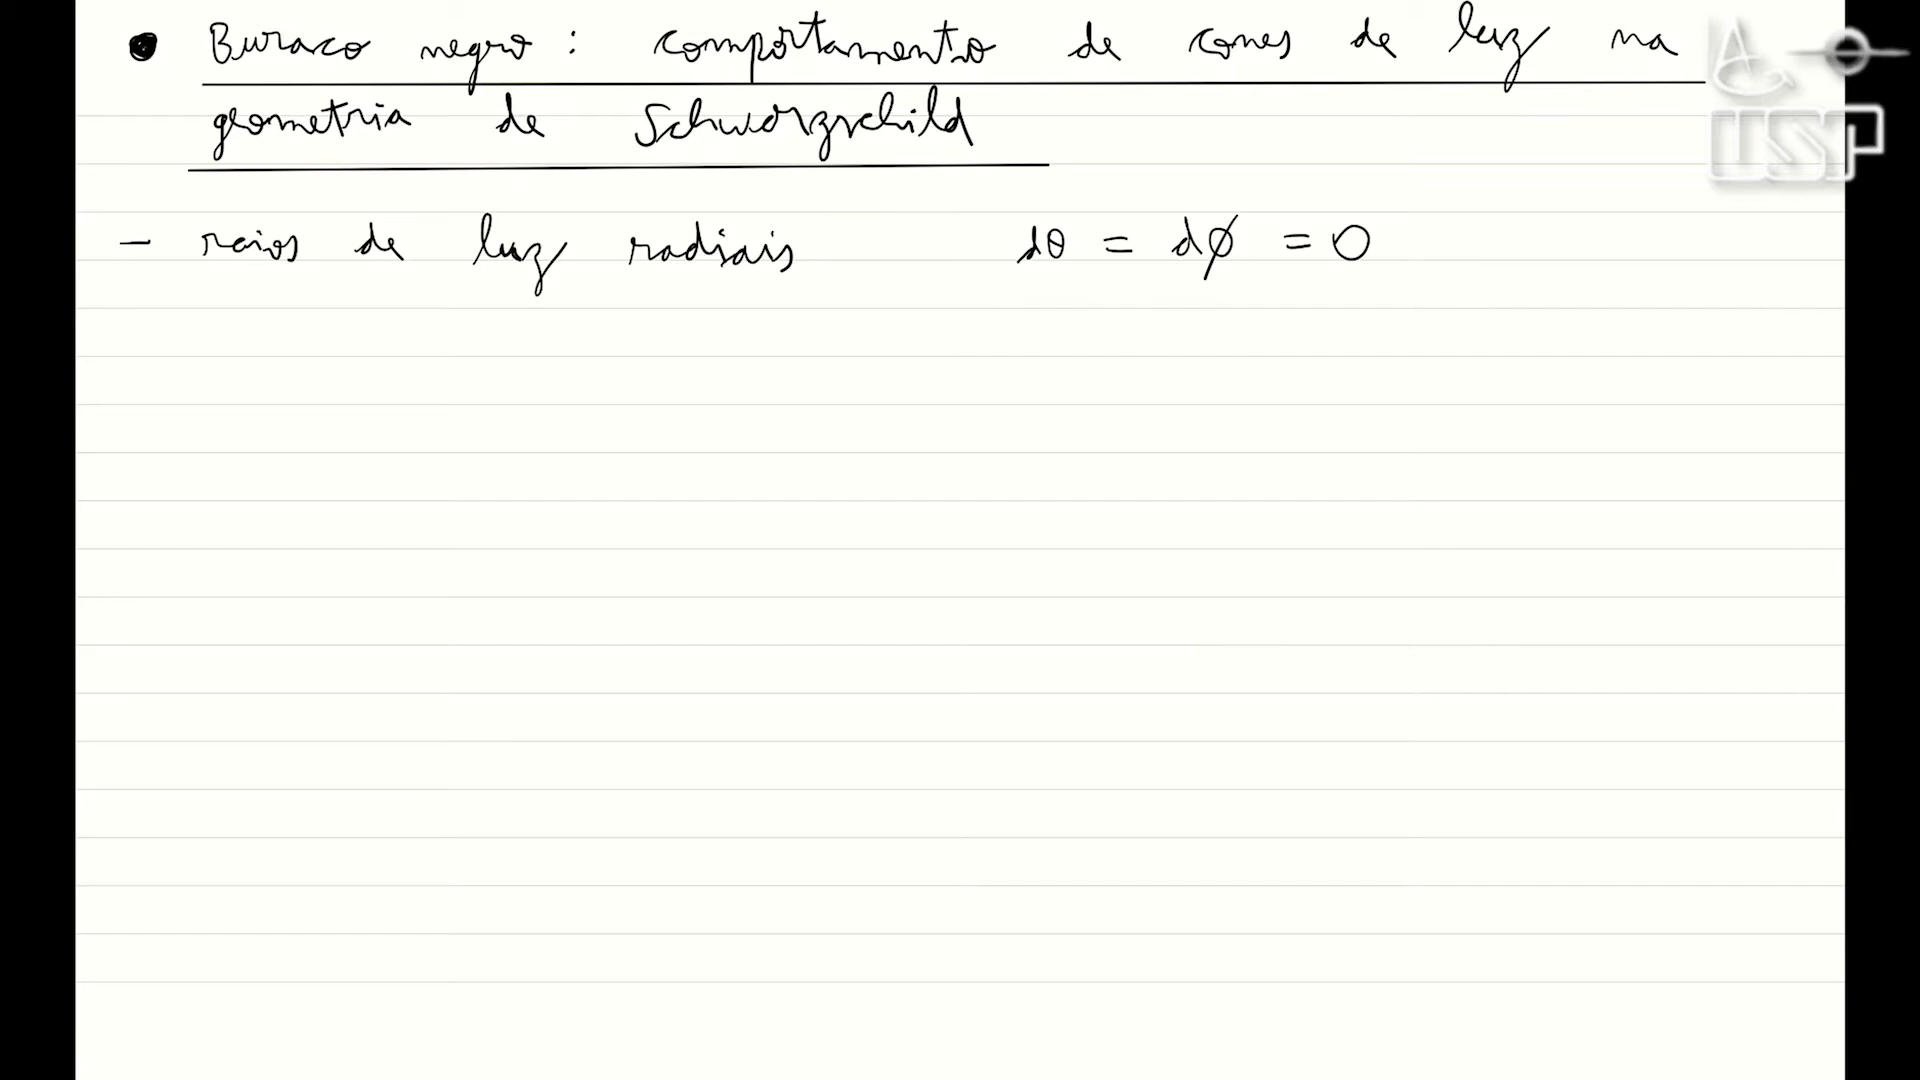 • Buraco negro : comportamento de cones de luz na
geometria de Schwarzschild
- raios de luz radiais dθ = dϕ = 0
USP